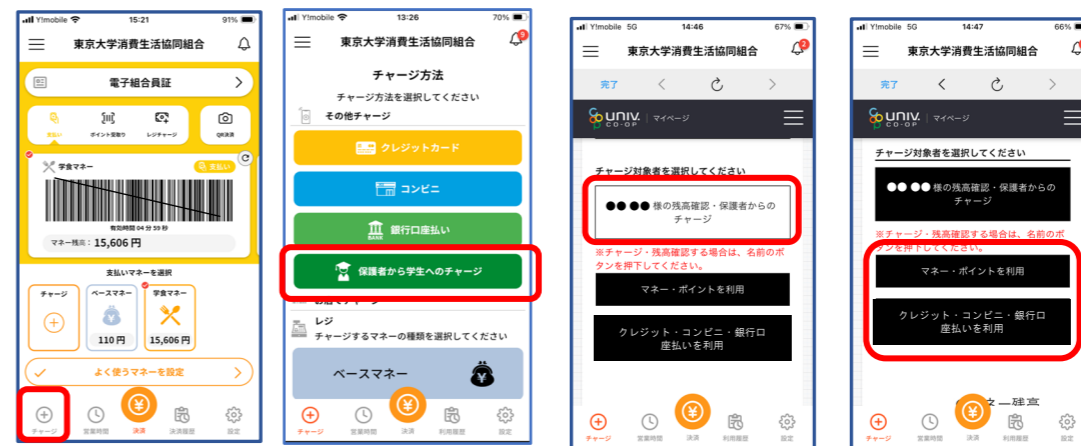 Y!mobile 15:21 91%
東京大学消費生活協同組合
電子組合員証
支払い
ポイント受取り
レジチャージ
QR決済
学食マネー
支払い
有効時間 04 分 59 秒
マネー残高: 15,606 円
支払いマネーを選択
チャージ
ベースマネー
110 円
学食マネー
15,606 円
よく使うマネーを設定
チャージ
営業時間
決済
決済履歴
設定
Y!mobile 13:26 70%
東京大学消費生活協同組合
9
チャージ方法
チャージ方法を選択してください
その他チャージ
クレジットカード
コンビニ
BANK 銀行口座払い
保護者から学生へのチャージ
レジ
チャージするマネーの種類を選択してください
ベースマネー
チャージ
営業時間
決済
利用履歴
設定
Y!mobile 5G 14:46 67%
東京大学消費生活協同組合
2
完了
univ.
CO-OP
マイページ
チャージ対象者を選択してください
●● ●● 様の残高確認・保護者からの
チャージ
※チャージ・残高確認する場合は、名前のボ
タンを押下してください。
マネー・ポイントを利用
クレジット・コンビニ・銀行口
座払いを利用
チャージ
営業時間
決済
利用履歴
設定
Y!mobile 5G 14:47 66%
東京大学消費生活協同組合
完了
univ.
CO-OP
マイページ
チャージ対象者を選択してください
●● ●● 様の残高確認・保護者からの
チャージ
※チャージ・残高確認する場合は、名前のボ
タンを押下してください。
マネー・ポイントを利用
クレジット・コンビニ・銀行口
座払いを利用
ー残高
チャージ
営業時間
決済
利用履歴
設定